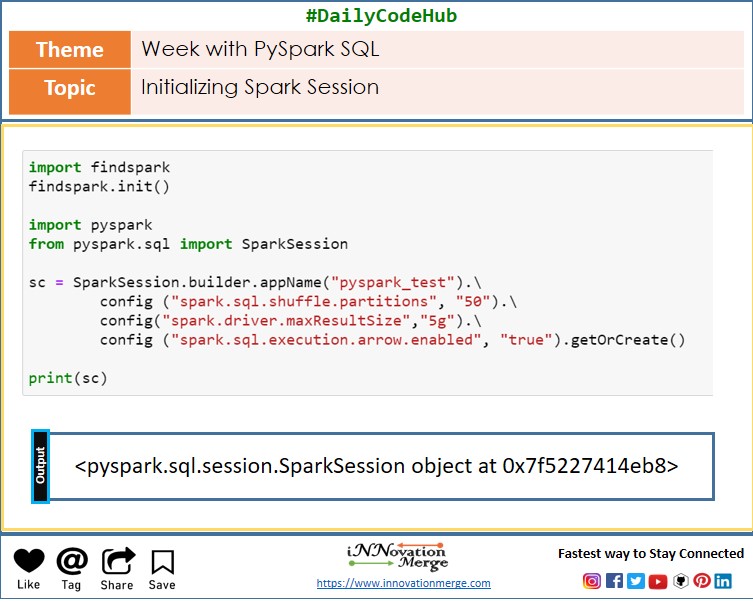 #DailyCodeHub
Theme
Week with PySpark SQL
Topic
Initializing Spark Session
import findspark
findspark.init()
import pyspark
from pyspark.sql import SparkSession
sc = SparkSession.builder.appName("pyspark_test").\
config ("spark.sql.shuffle.partitions", "50").\
config("spark.driver.maxResultSize","5g").\
config ("spark.sql.execution.arrow.enabled", "true").getOrCreate()
print(sc)
Output
<pyspark.sql.session.SparkSession object at 0x7f5227414eb8>
Like
Tag
Share
Save
iNNovation
Merge
https://www.innovationmerge.com
Fastest way to Stay Connected